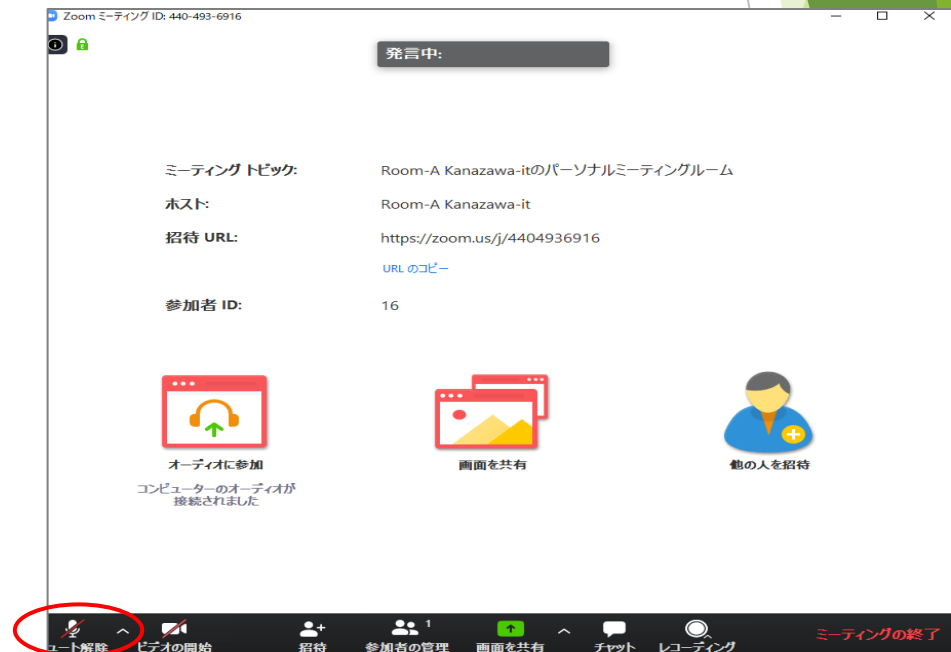 Zoom ミーティング ID: 440-493-6916
発言中:
ミーティング トピック: Room-A Kanazawa-itのパーソナルミーティングルーム
ホスト: Room-A Kanazawa-it
招待 URL: https://zoom.us/j/4404936916
URL のコピー
参加者 ID: 16
オーディオに参加 画面を共有 他の人を招待
コンピューターのオーディオが
接続されました
1
ュート解除 ビデオの開始 招待 参加者の管理 画面を共有 チャット レコーディング ミーティングの終了